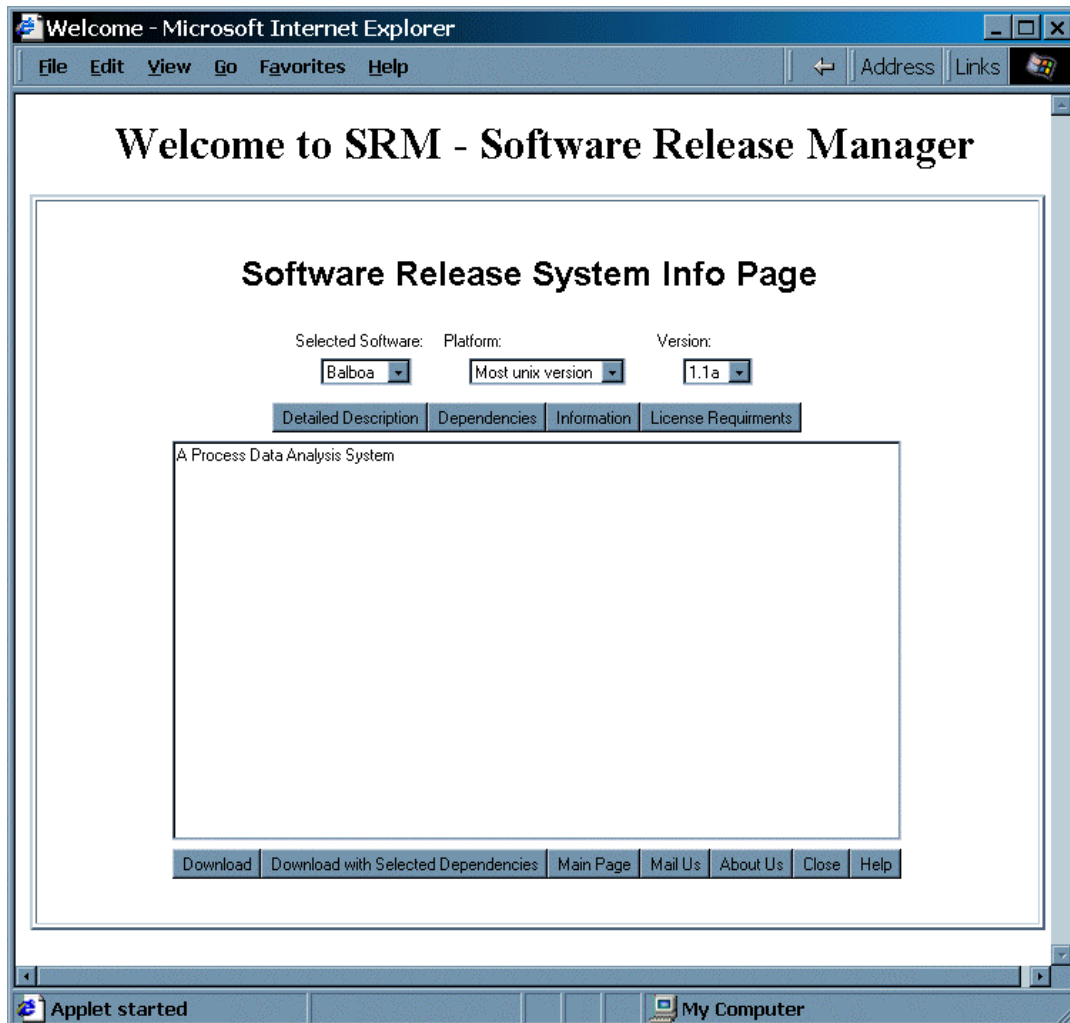 Welcome - Microsoft Internet Explorer
File Edit View Go Favorites Help Address Links
Welcome to SRM - Software Release Manager
Software Release System Info Page
Selected Software: Platform: Version:
Balboa Most unix version 1.1a
Detailed Description Dependencies Information License Requirments
A Process Data Analysis System
Download Download with Selected Dependencies Main Page Mail Us About Us Close Help
Applet started My Computer